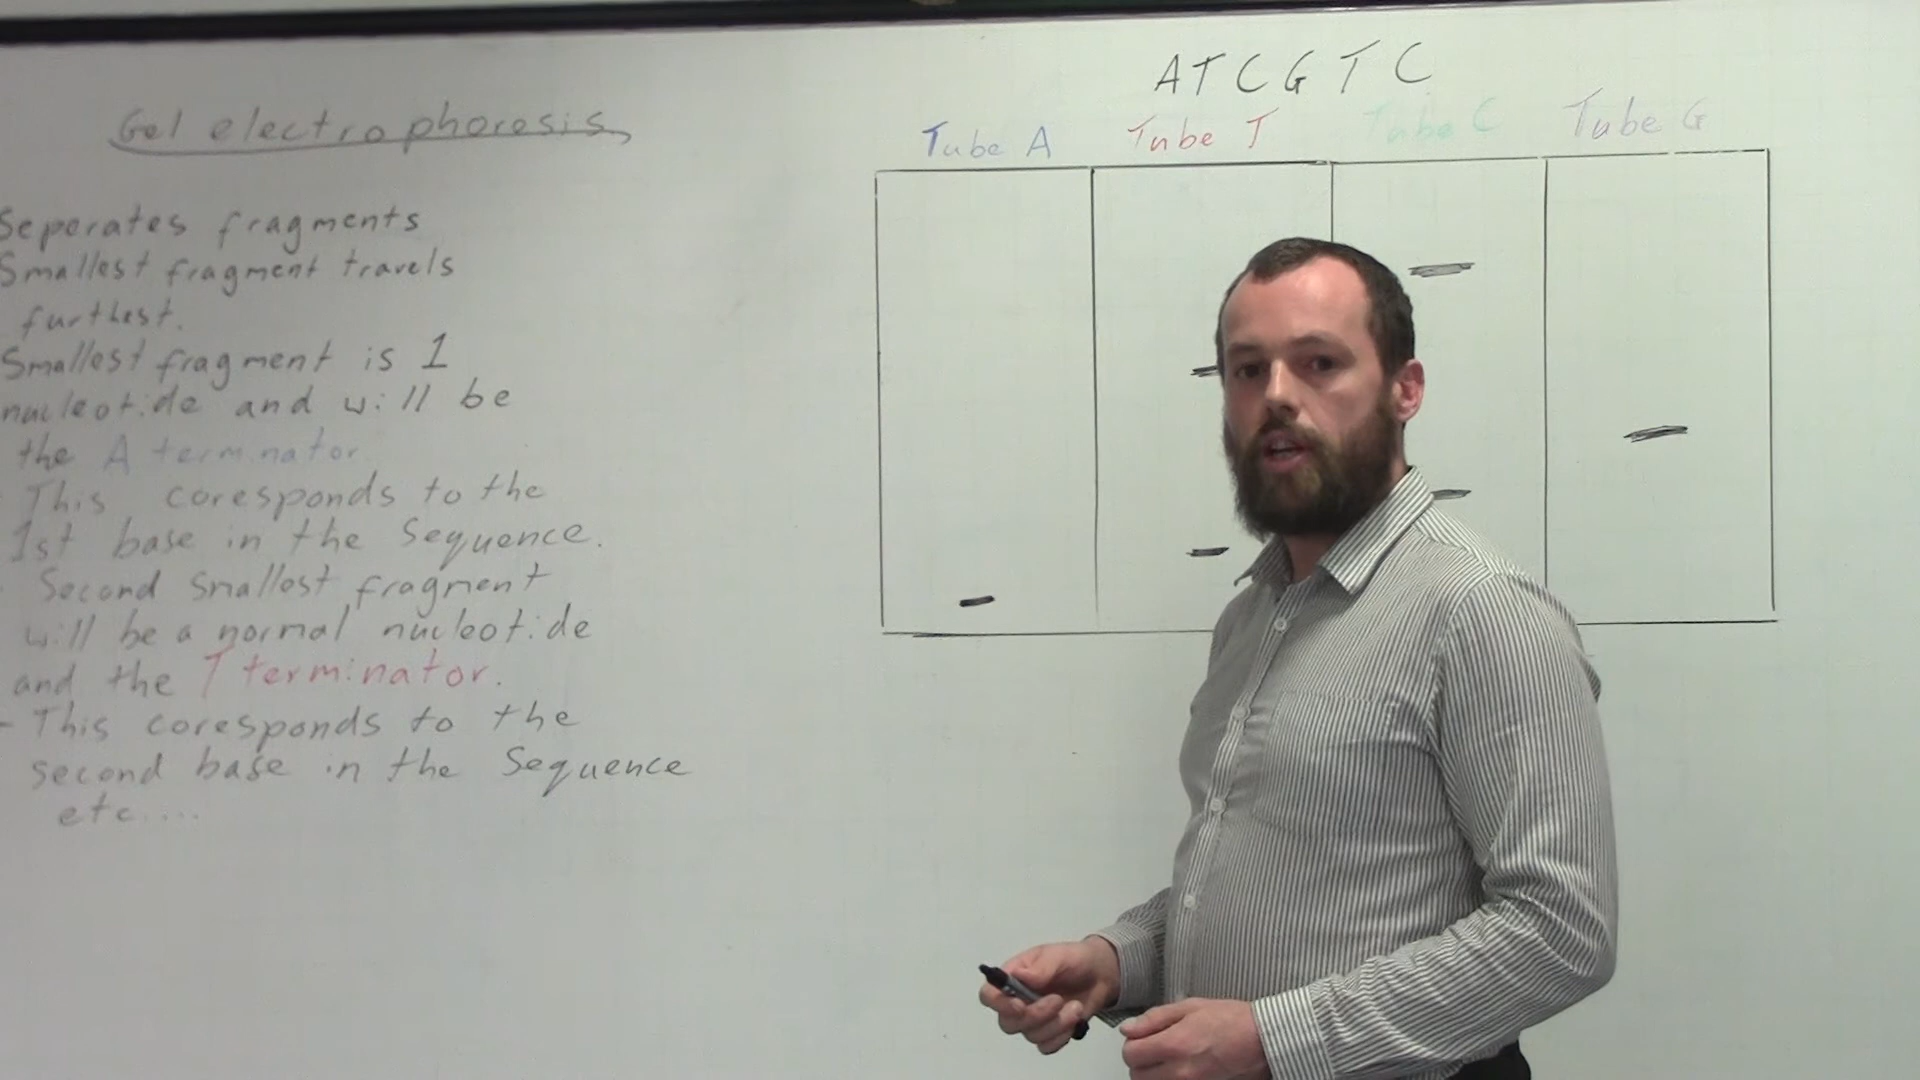 Gel electrophoresis
Seperates fragments
Smallest fragment travels
furthest.
Smallest fragment is 1
nucleotide and will be
the A terminator
This coresponds to the
1st base in the Sequence.
Second Smallest fragment
will be a normal nucleotide
and the T terminator.
- This coresponds to the
second base in the Sequence
etc....
ATCGTC
Tube A Tube T Tube C Tube G